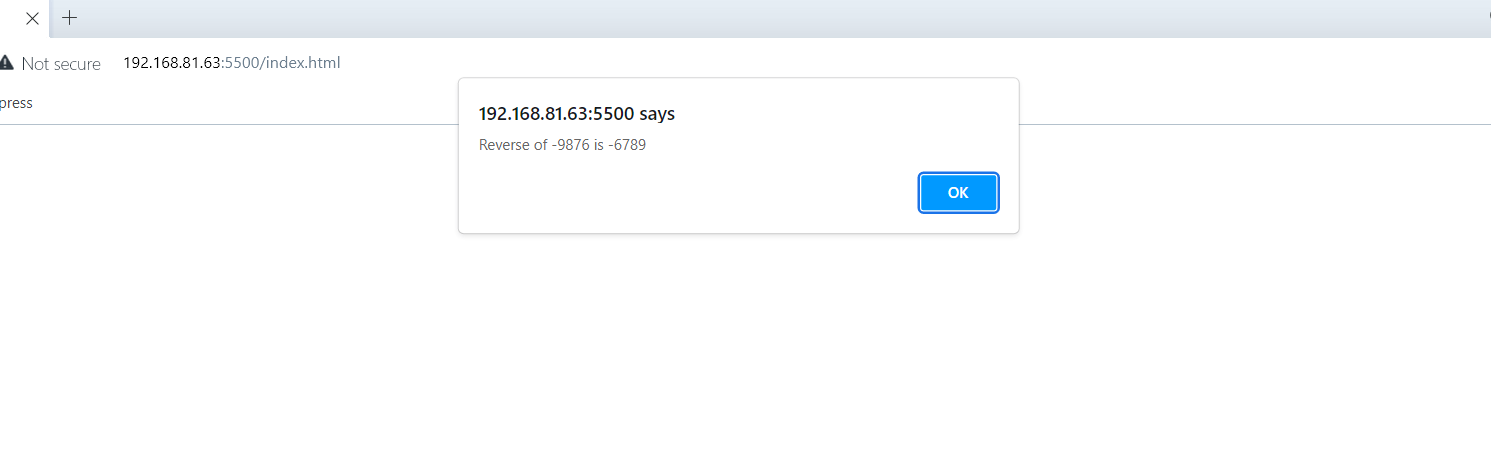 Not secure 192.168.81.63:5500/index.html
press
192.168.81.63:5500 says
Reverse of -9876 is -6789
OK